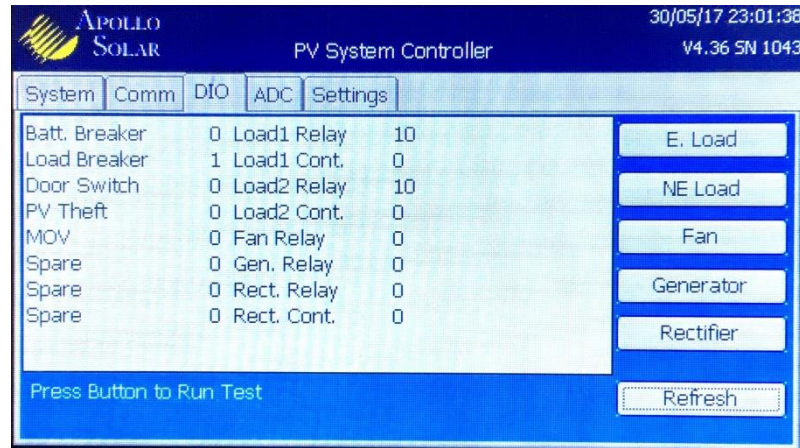 APOLLO SOLAR
PV System Controller
30/05/17 23:01:38
V4.36 SN 1043
System Comm DIO ADC Settings
Batt. Breaker 0 Load1 Relay 10
Load Breaker 1 Load1 Cont. 0
Door Switch 0 Load2 Relay 10
PV Theft 0 Load2 Cont. 0
MOV 0 Fan Relay 0
Spare 0 Gen. Relay 0
Spare 0 Rect. Relay 0
Spare 0 Rect. Cont. 0
E. Load
NE Load
Fan
Generator
Rectifier
Press Button to Run Test
Refresh